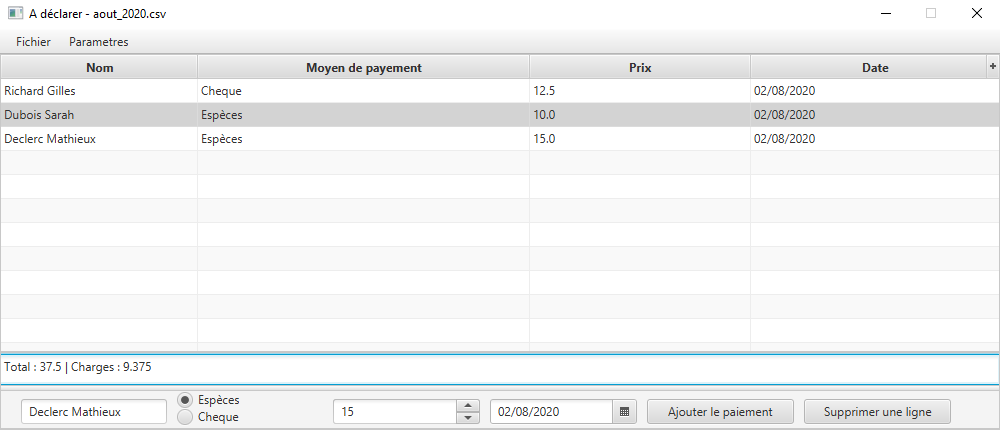 A déclarer - aout_2020.csv
Fichier Parametres
Nom Moyen de payement Prix Date +
Richard Gilles Cheque 12.5 02/08/2020
Dubois Sarah Espèces 10.0 02/08/2020
Declerc Mathieux Espèces 15.0 02/08/2020
Total : 37.5 | Charges : 9.375
Declerc Mathieux Espèces 15 02/08/2020 Ajouter le paiement Supprimer une ligne
Cheque